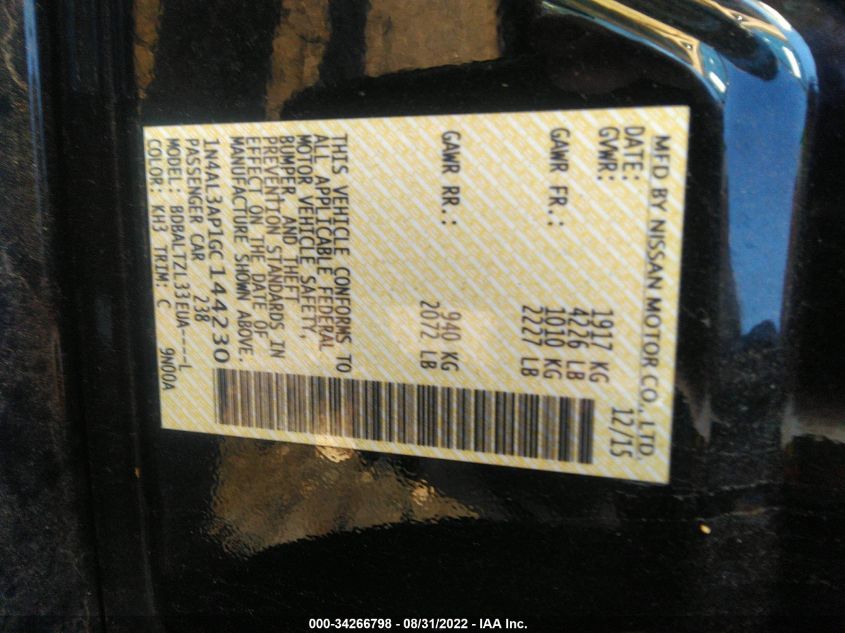 MFD BY NISSAN MOTOR CO., LTD.
DATE: 12/15
GVWR: 1917 KG
4226 LB
GAWR FR.: 1010 KG
2227 LB
GAWR RR.: 940 KG
2072 LB
THIS VEHICLE CONFORMS TO
ALL APPLICABLE FEDERAL
MOTOR VEHICLE SAFETY,
BUMPER, AND THEFT
PREVENTION STANDARDS IN
EFFECT ON THE DATE OF
MANUFACTURE SHOWN ABOVE.
1N4AL3AP1GC144230
PASSENGER CAR 238
MODEL: BDBALTZL33EUA----L
COLOR: KH3 TRIM: C 9N00A
000-34266798 - 08/31/2022 - IAA Inc.